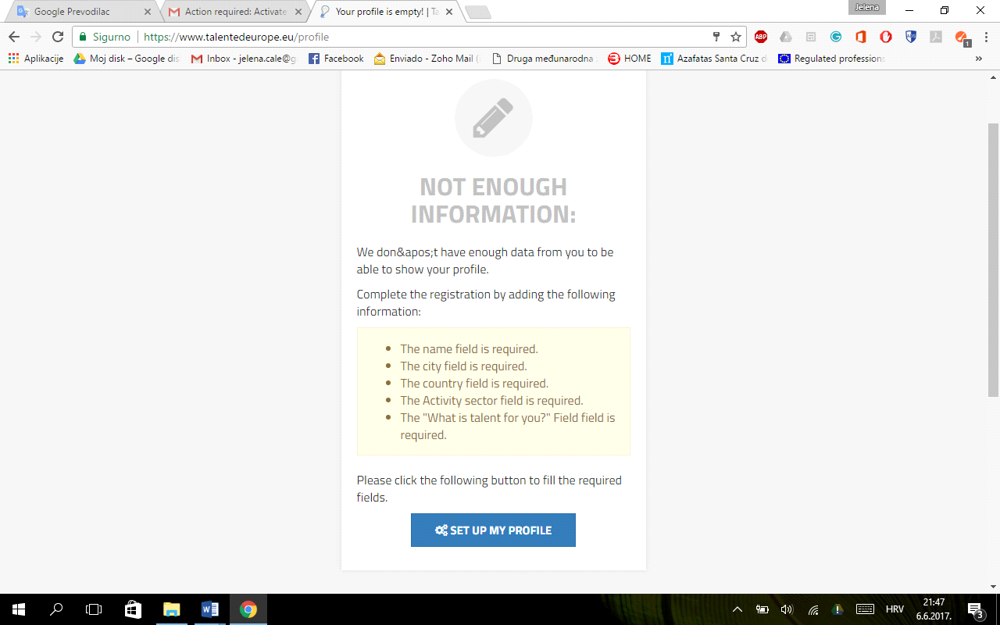 Google Prevodilac
Action required: Activate
Your profile is empty! | Ta
Jelena
Sigurno
https://www.talentedeurope.eu/profile
ABP
1
Aplikacije
Moj disk – Google dis
Inbox - jelena.cale@g
Facebook
Enviado - Zoho Mail (
Druga međunarodna
HOME
Azafatas Santa Cruz d
Regulated profession
NOT ENOUGH
INFORMATION:
We don&apos;t have enough data from you to be
able to show your profile.
Complete the registration by adding the following
information:
The name field is required.
The city field is required.
The country field is required.
The Activity sector field is required.
The "What is talent for you?" Field field is
required.
Please click the following button to fill the required
fields.
SET UP MY PROFILE
HRV
21:47
6.6.2017.
3